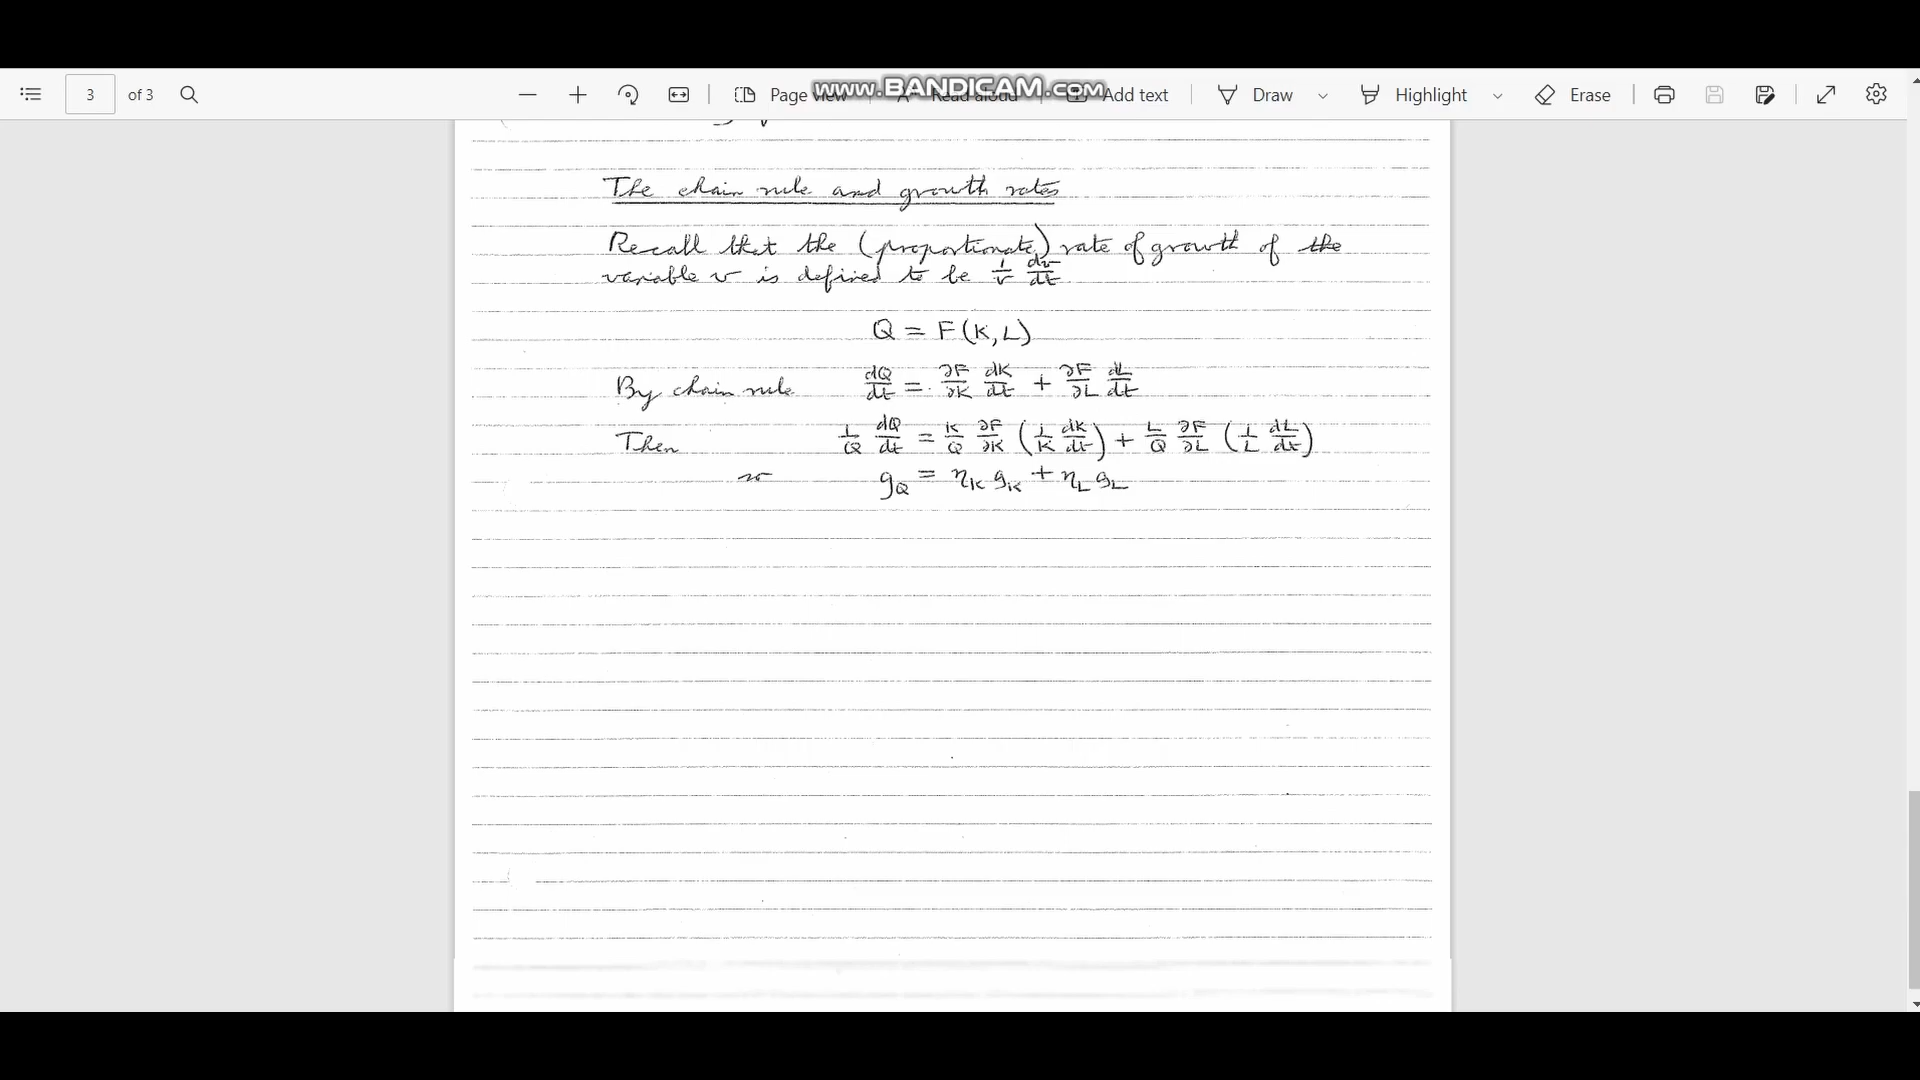 www.BANDICAM.com
3 of 3 Page view Read aloud Add text Draw Highlight Erase
The chain rule and growth rates
Recall that the (proportionate) rate of growth of the
variable v is defined to be 1/v dv/dt
Q = F(K, L)
By chain rule dQ/dt = ∂F/∂K dK/dt + ∂F/∂L dL/dt
Then 1/Q dQ/dt = K/Q ∂F/∂K (1/K dK/dt) + L/Q ∂F/∂L (1/L dL/dt)
or g_Q = η_K g_K + η_L g_L